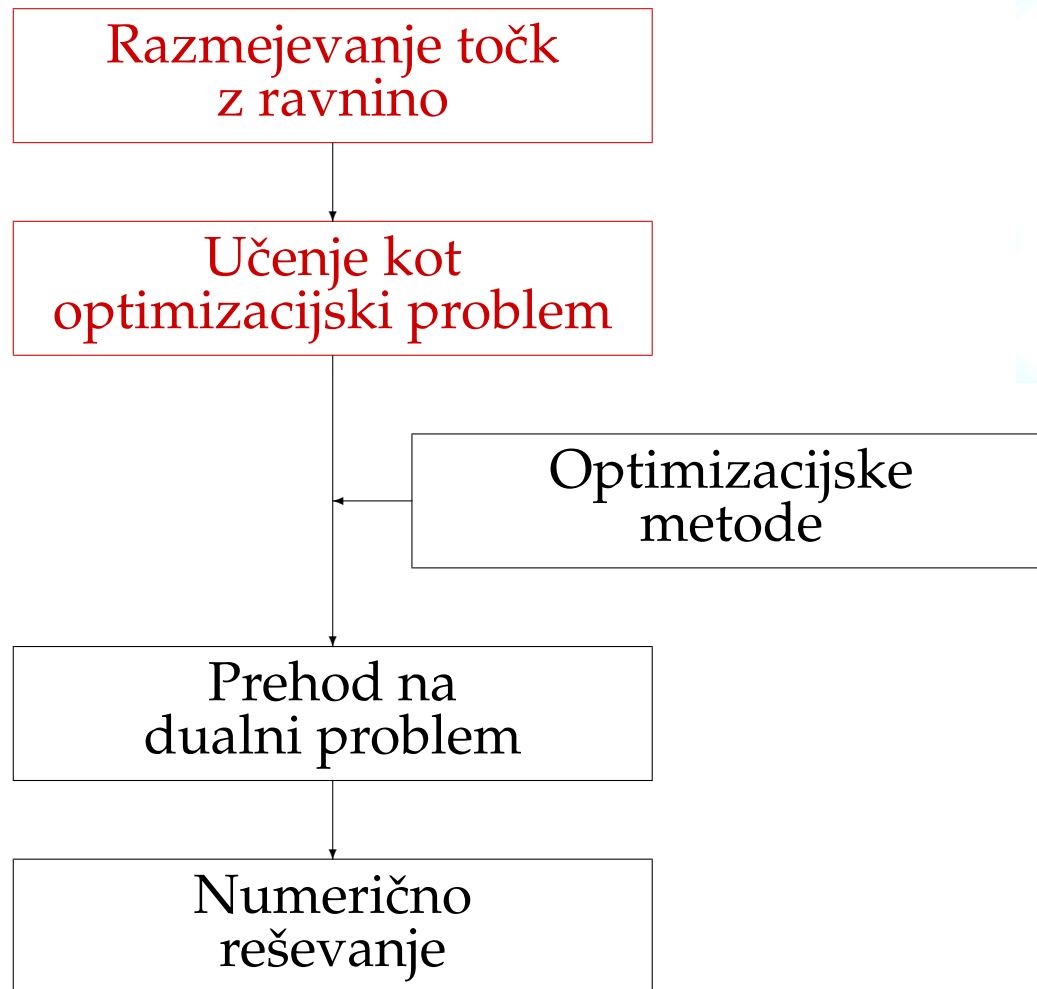 Razmejevanje točk
z ravnino
Učenje kot
optimizacijski problem
Optimizacijske
metode
Prehod na
dualni problem
Numerično
reševanje